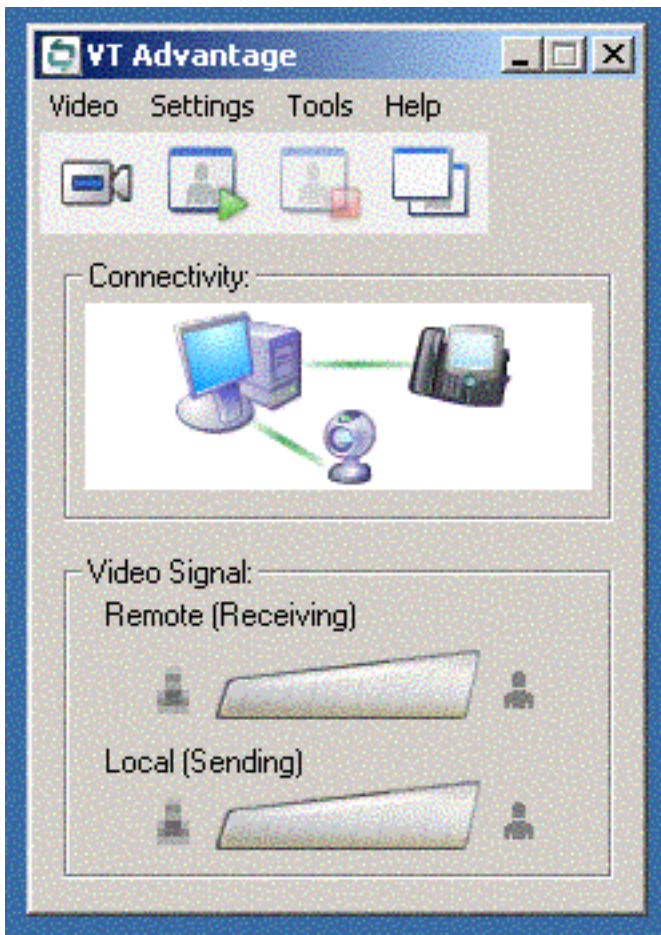 VT Advantage
Video Settings Tools Help
Connectivity:
Video Signal:
Remote (Receiving)
Local (Sending)